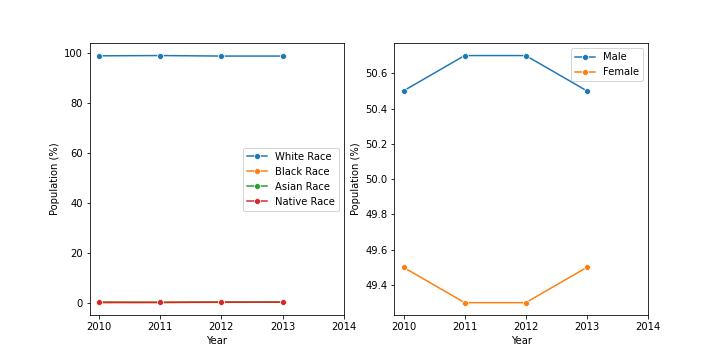 100
80
60
40
20
0
Population (%)
2010 2011 2012 2013 2014
Year
White Race
Black Race
Asian Race
Native Race
50.6
50.4
50.2
50.0
49.8
49.6
49.4
Population (%)
2010 2011 2012 2013 2014
Year
Male
Female